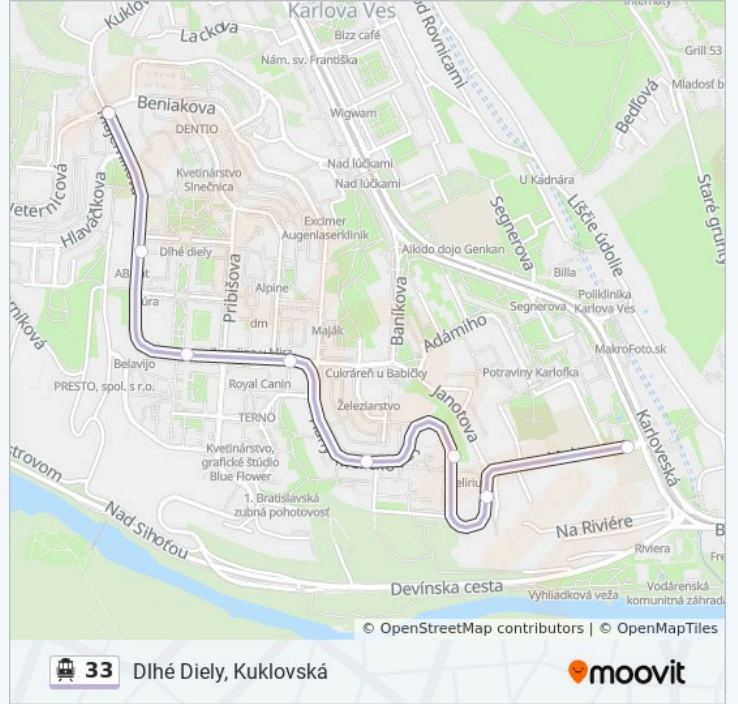 Karlova Ves
Lackova
Bizz café
Nám. sv. Františka
od Rovnicami
Grill 53
Mladosť b
Beniakova
Wigwam
Bedľová
DENTIO
Nad lúčkami
Nad lúčkami
Kvetinárstvo
Slnečnica
U Kadnára
Staré grunty
Líščie údolie
Segnerova
Hlaváčikova
Excimer
Augenlaserklinik
Aikido dojo Genkan
Dlhé diely
Pribišova
Alpine
Billa
Poliklinika
Karlova Ves
Segnerova
Baníkova
Adámiho
dm
Maják
MakroFoto.sk
Belavijo
Cukráreň u Babičky
Potraviny Karlofka
PRESTO, spol. s r.o.
Royal Canin
Železiarstvo
Janotova
TERNO
Karloveská
Kvetinárstvo,
grafické štúdio
Blue Flower
1. Bratislavská
zubná pohotovosť
Nad Sihoťou
Na Riviére
Riviera
Devínska cesta
Vyhliadková veža
Vodárenská
komunitná záhrada
© OpenStreetMap contributors | © OpenMapTiles
33 Dlhé Diely, Kuklovská
moovit